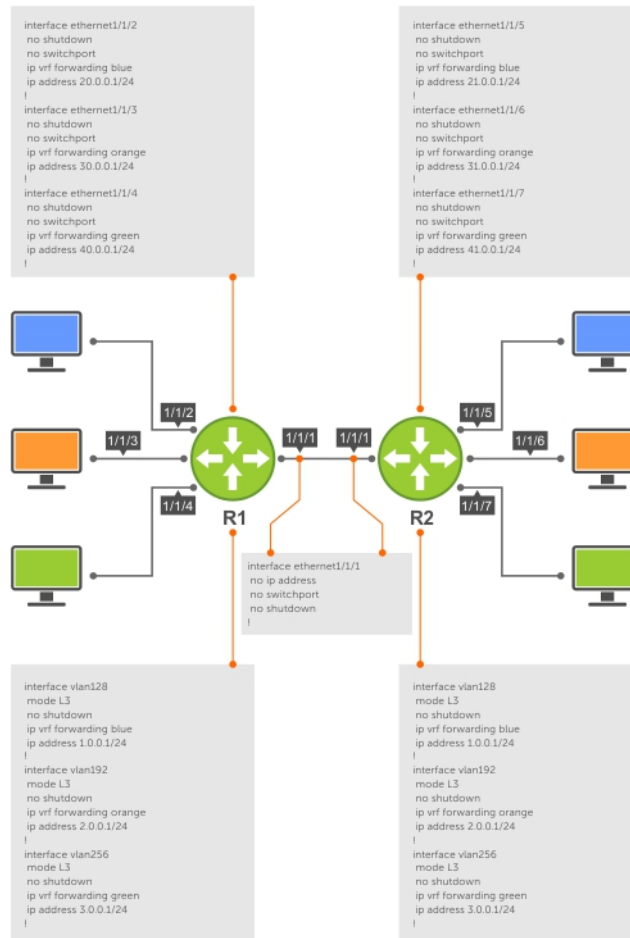 interface ethernet1/1/2
no shutdown
no switchport
ip vrf forwarding blue
ip address 20.0.0.1/24
!
interface ethernet1/1/3
no shutdown
no switchport
ip vrf forwarding orange
ip address 30.0.0.1/24
!
interface ethernet1/1/4
no shutdown
no switchport
ip vrf forwarding green
ip address 40.0.0.1/24
!
interface ethernet1/1/5
no shutdown
no switchport
ip vrf forwarding blue
ip address 21.0.0.1/24
!
interface ethernet1/1/6
no shutdown
no switchport
ip vrf forwarding orange
ip address 31.0.0.1/24
!
interface ethernet1/1/7
no shutdown
no switchport
ip vrf forwarding green
ip address 41.0.0.1/24
!
1/1/2
1/1/3
1/1/4
R1
1/1/1
1/1/1
1/1/5
1/1/6
1/1/7
R2
interface ethernet1/1/1
no ip address
no switchport
no shutdown
!
interface vlan128
mode L3
no shutdown
ip vrf forwarding blue
ip address 1.0.0.1/24
!
interface vlan192
mode L3
no shutdown
ip vrf forwarding orange
ip address 2.0.0.1/24
!
interface vlan256
mode L3
no shutdown
ip vrf forwarding green
ip address 3.0.0.1/24
!
interface vlan128
mode L3
no shutdown
ip vrf forwarding blue
ip address 1.0.0.1/24
!
interface vlan192
mode L3
no shutdown
ip vrf forwarding orange
ip address 2.0.0.1/24
!
interface vlan256
mode L3
no shutdown
ip vrf forwarding green
ip address 3.0.0.1/24
!